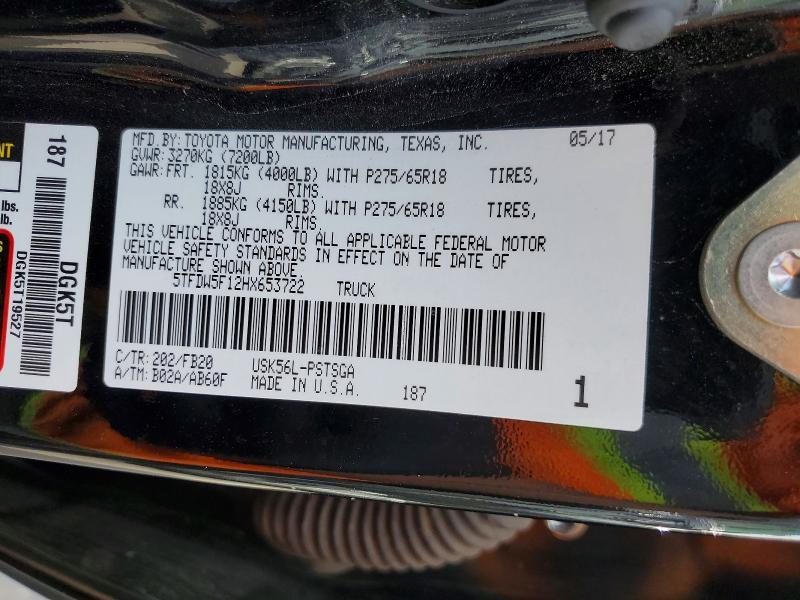 MFD.BY:TOYOTA MOTOR MANUFACTURING, TEXAS, INC. 05/17
GVWR: 3270KG (7200LB)
GAWR: FRT. 1815KG (4000LB) WITH P275/65R18 TIRES,
18X8J RIMS.
RR. 1885KG (4150LB) WITH P275/65R18 TIRES,
18X8J RIMS.
THIS VEHICLE CONFORMS TO ALL APPLICABLE FEDERAL MOTOR
VEHICLE SAFETY STANDARDS IN EFFECT ON THE DATE OF
MANUFACTURE SHOWN ABOVE.
5TFDW5F12HX653722 TRUCK
C/TR: 202/FB20 USK56L-PSTSGA
A/TM: B02A/AB60F MADE IN U.S.A. 187 1
187
DGK5T
DGK5T19527
lbs.
lb.